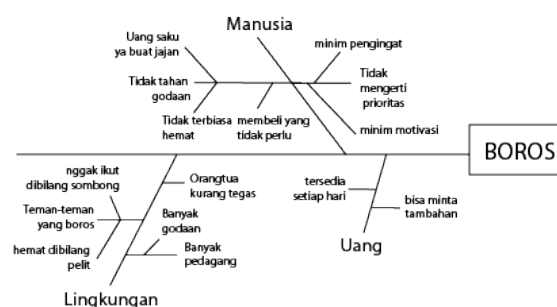 Manusia
Uang saku
ya buat jajan
minim pengingat
Tidak tahan
godaan
Tidak
mengerti
prioritas
Tidak terbiasa
hemat
membeli yang
tidak perlu
minim motivasi
BOROS
nggak ikut
dibilang sombong
Orangtua
kurang tegas
tersedia
setiap hari
Teman-teman
yang boros
Banyak
godaan
bisa minta
tambahan
hemat dibilang
pelit
Banyak
pedagang
Uang
Lingkungan